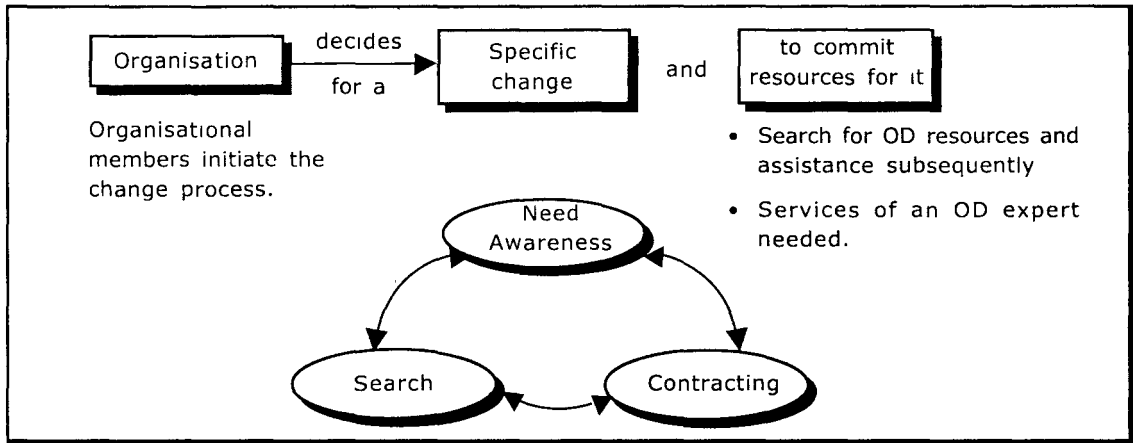 Organisation
decides
for a
Specific
change
and
to commit
resources for it
Organisational
members initiate the
change process.
• Search for OD resources and
assistance subsequently
• Services of an OD expert
needed.
Need
Awareness
Search
Contracting